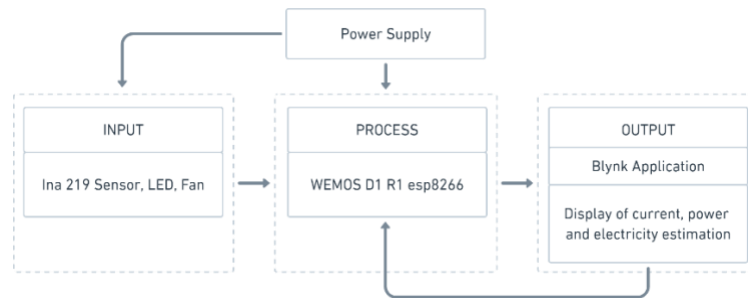 Power Supply
INPUT
Ina 219 Sensor, LED, Fan
PROCESS
WEMOS D1 R1 esp8266
OUTPUT
Blynk Application
Display of current, power
and electricity estimation